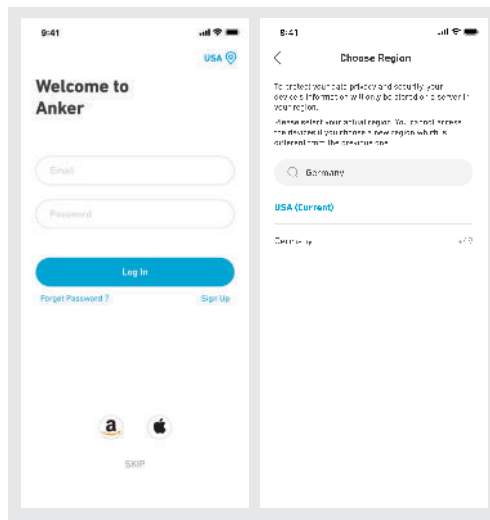 9:41
USA
Welcome to
Anker
Email
Password
Log In
Forget Password ?
Sign Up
a
SKIP
9:41
Choose Region
To protect your data privacy and security, your
device's information will only be stored on a server in
your region.
Please select your actual region. You cannot access
the devices if you choose a new region which is
different from the previous one.
Germany
USA (Current)
Germany